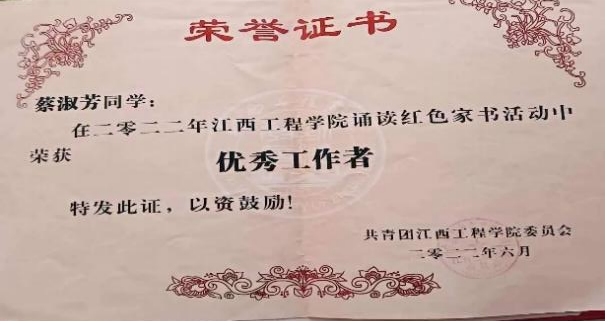 荣誉证书
蔡淑芳同学：
在二零二二年江西工程学院诵读红色家书活动中
荣获
优秀工作者
特发此证，以资鼓励！
共青团江西工程学院委员会
二零二二年六月